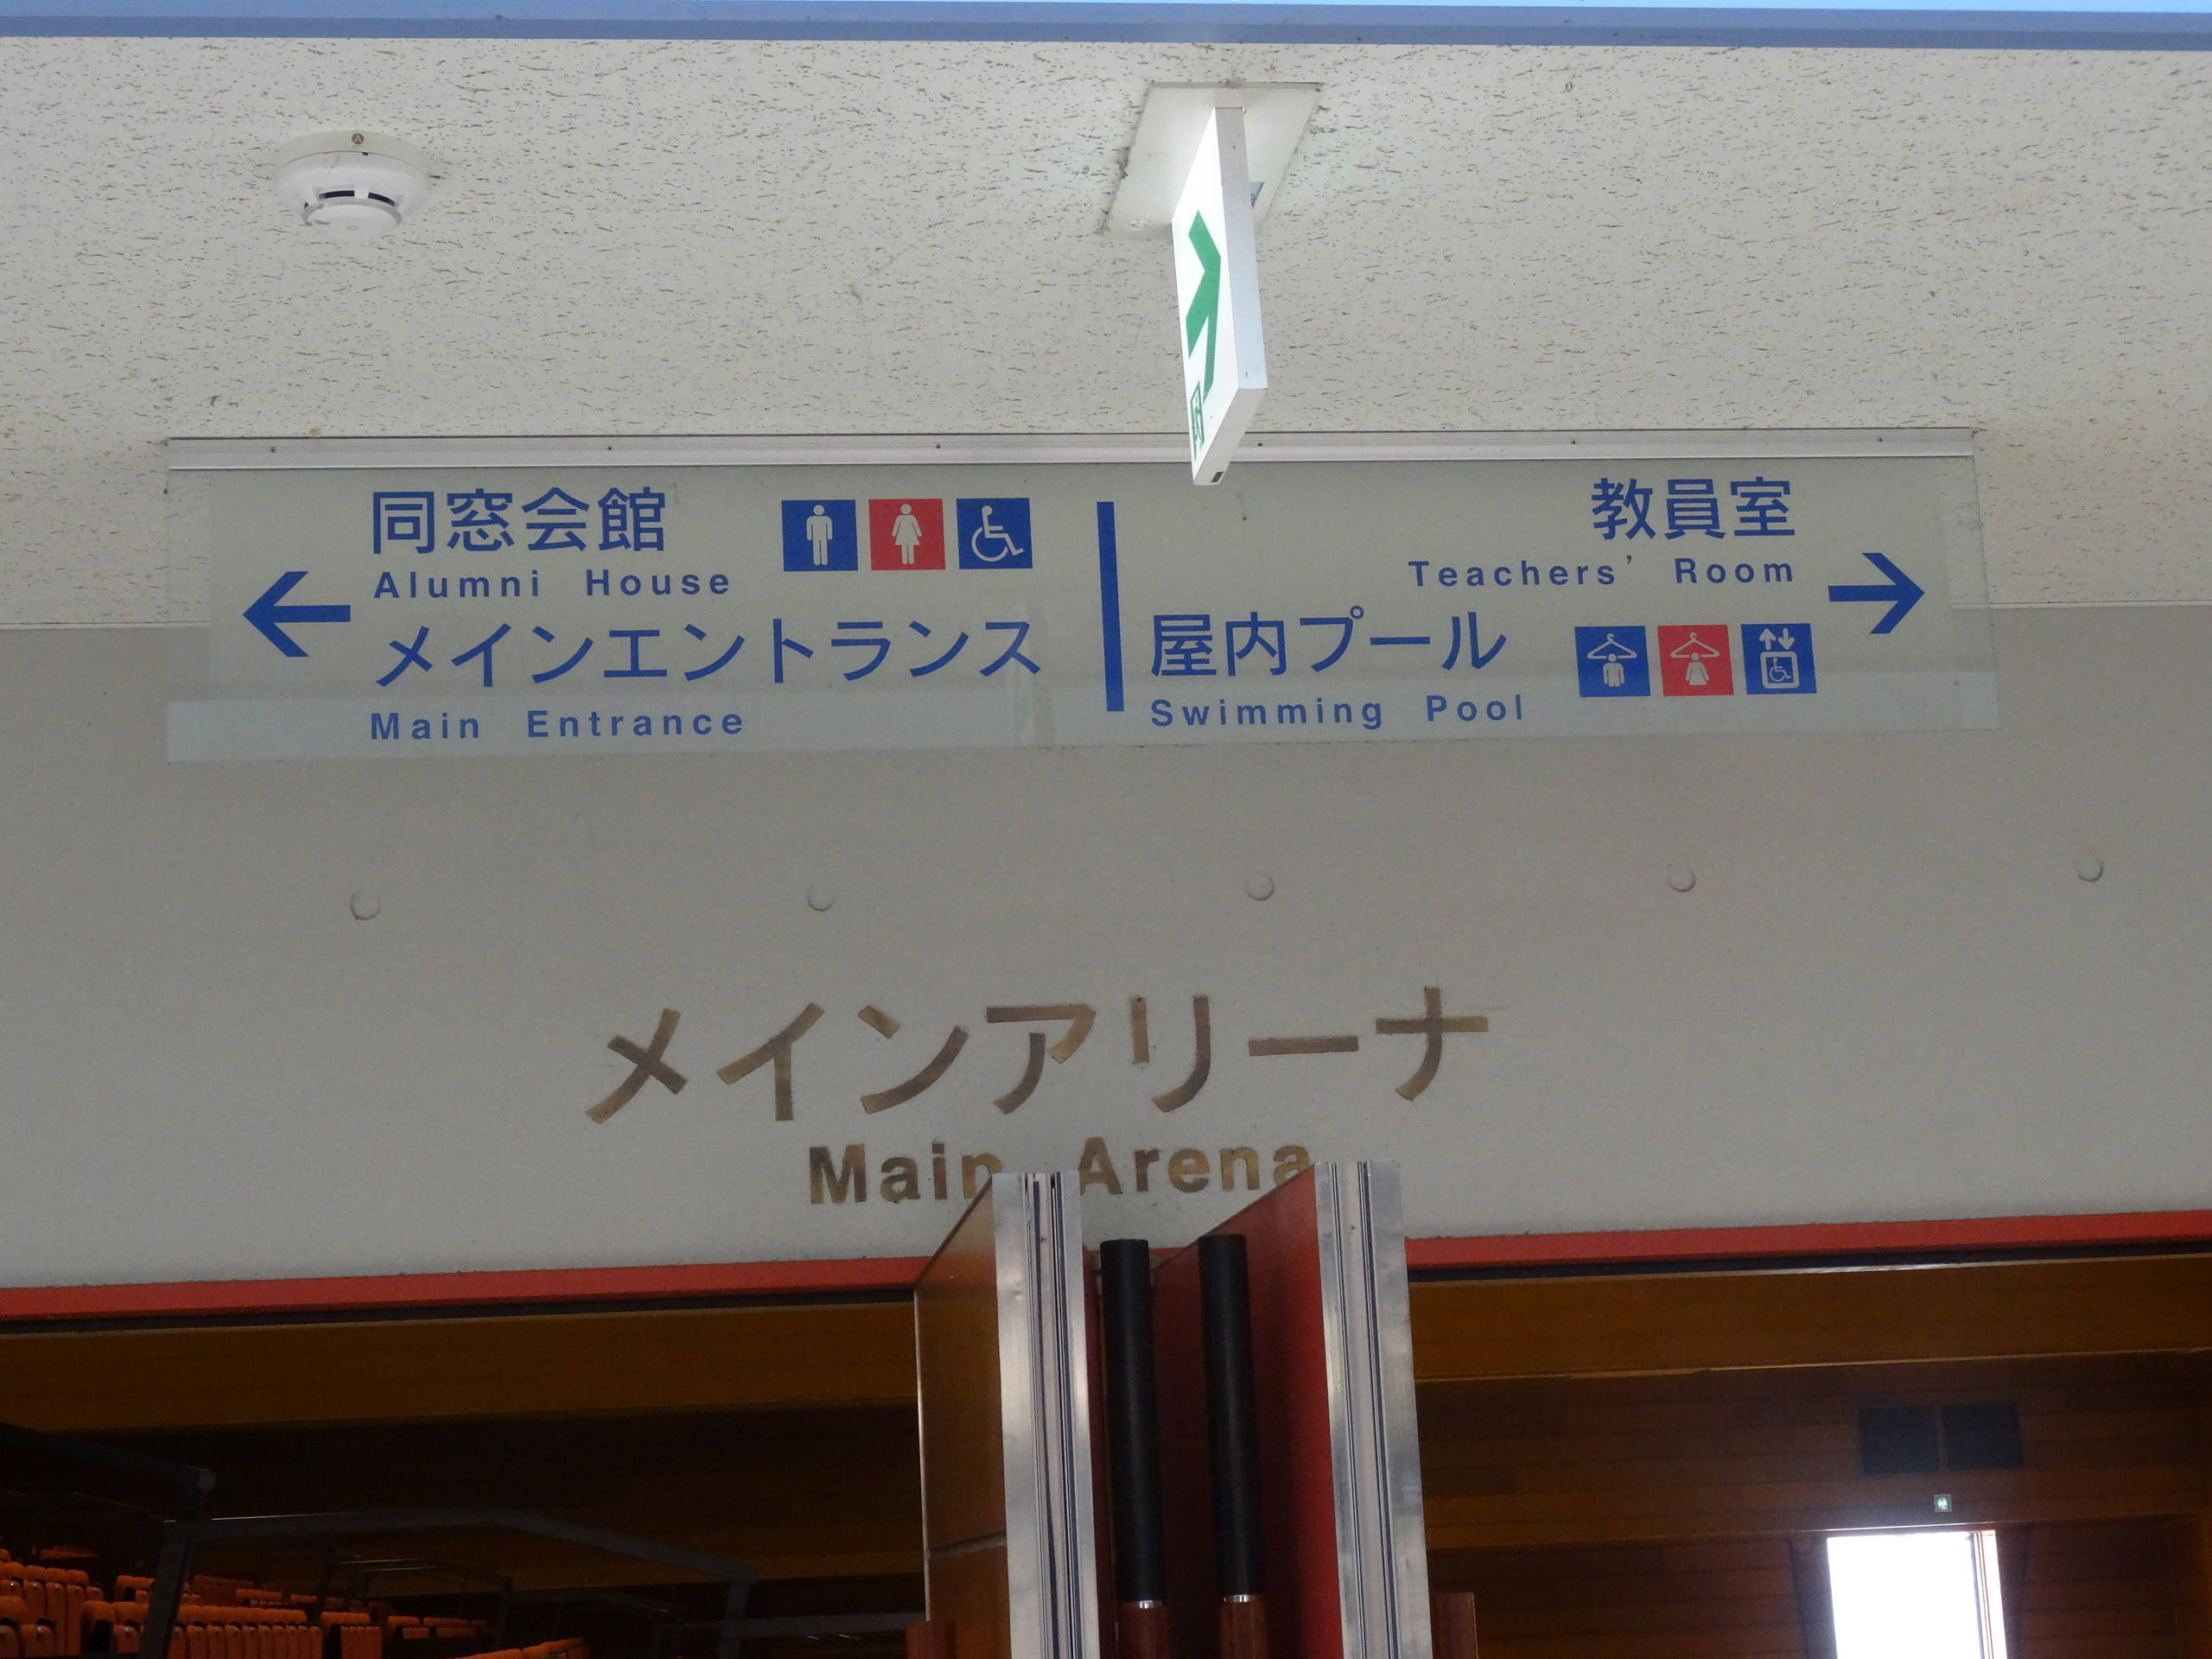 同窓会館
Alumni House
メインエントランス
Main Entrance
教員室
Teachers' Room
屋内プール
Swimming Pool
メインアリーナ
Main Arena